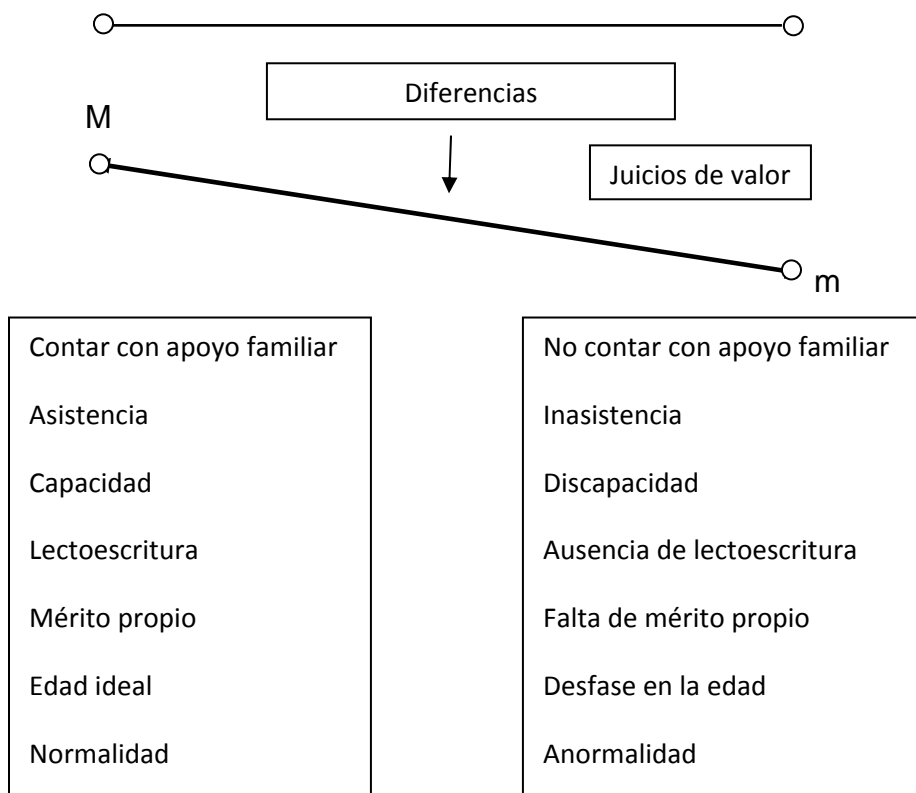 Diferencias
M
Juicios de valor
m
Contar con apoyo familiar
Asistencia
Capacidad
Lectoescritura
Mérito propio
Edad ideal
Normalidad
No contar con apoyo familiar
Inasistencia
Discapacidad
Ausencia de lectoescritura
Falta de mérito propio
Desfase en la edad
Anormalidad